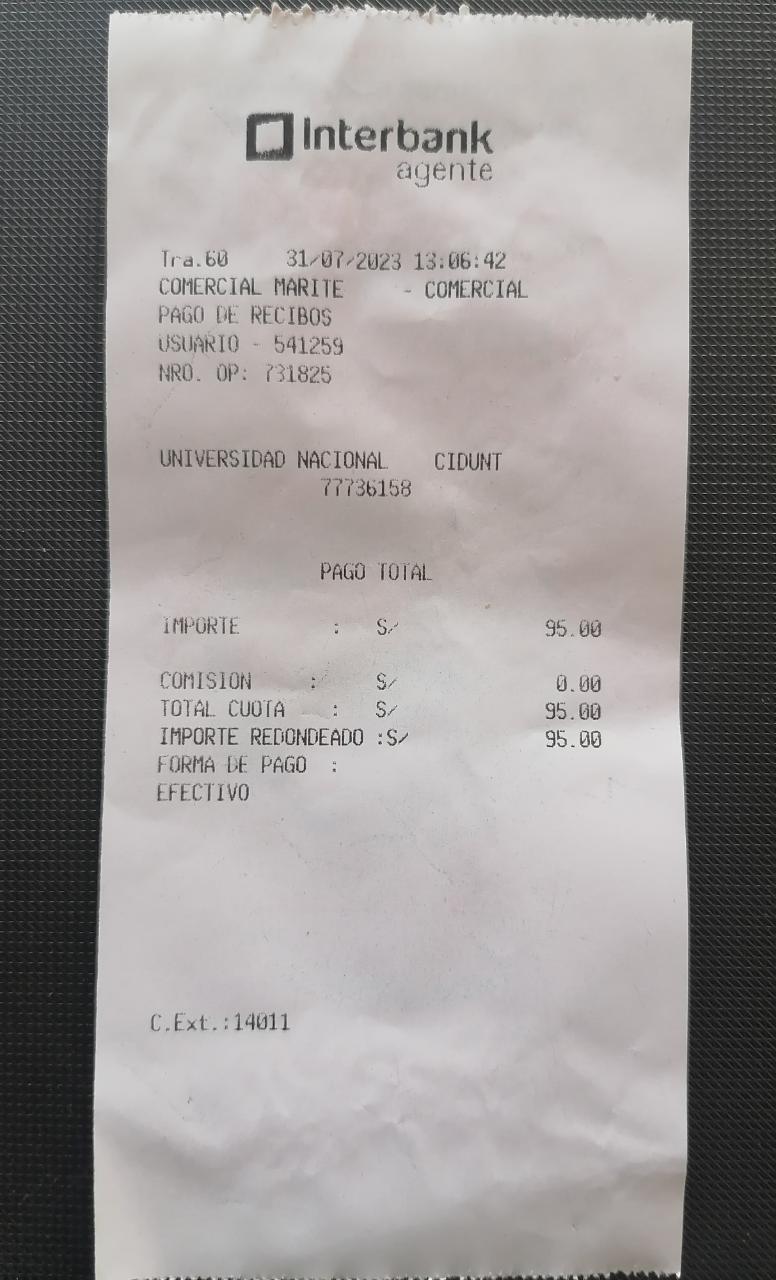 Interbank
agente
Tra.60 31/07/2023 13:06:42
COMERCIAL MARITE - COMERCIAL
PAGO DE RECIBOS
USUARIO - 541259
NRO. OP: 731825
UNIVERSIDAD NACIONAL CIDUNT
77736158
PAGO TOTAL
IMPORTE : S/ 95.00
COMISION : S/ 0.00
TOTAL CUOTA : S/ 95.00
IMPORTE REDONDEADO :S/ 95.00
FORMA DE PAGO :
EFECTIVO
C.Ext.:14011